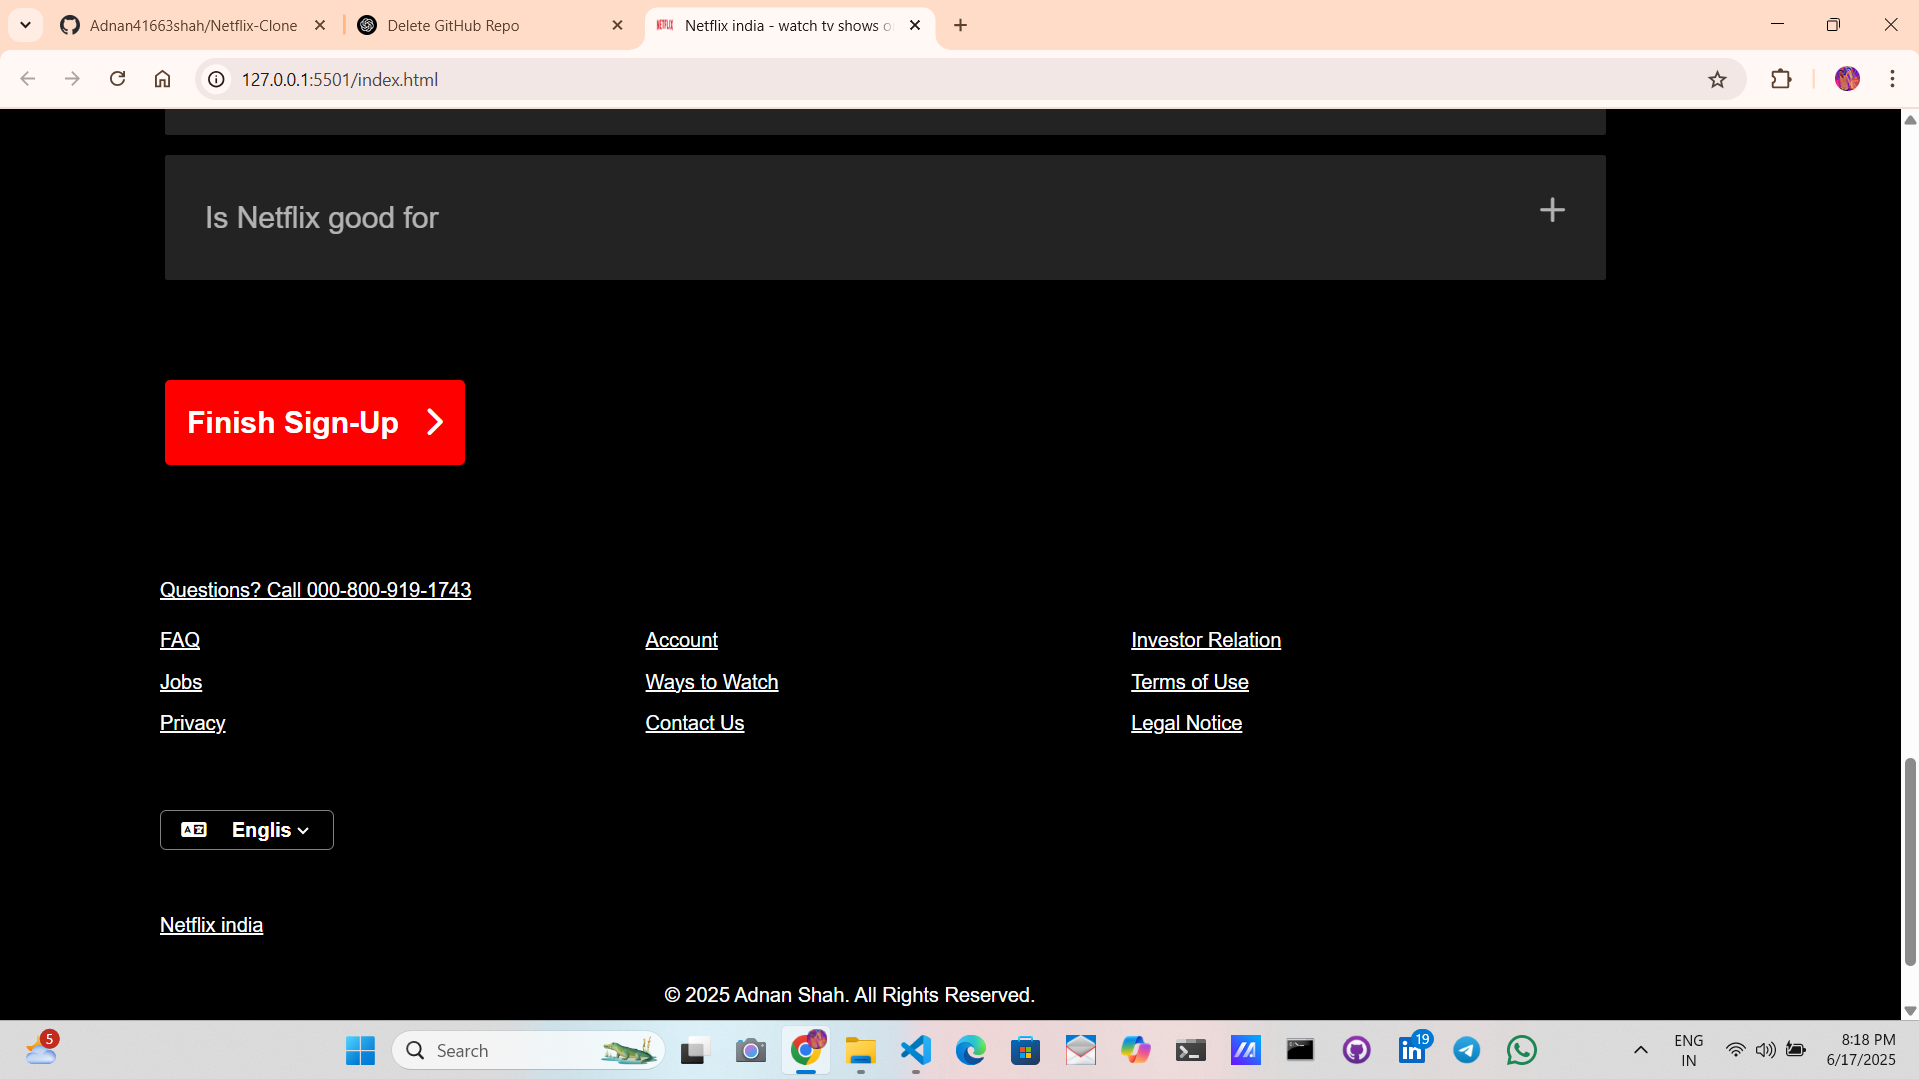 Adnan41663shah/Netflix-Clone
Delete GitHub Repo
NETFLIX
Netflix india - watch tv shows o
127.0.0.1:5501/index.html
Is Netflix good for
Finish Sign-Up
Questions? Call 000-800-919-1743
FAQ
Account
Investor Relation
Jobs
Ways to Watch
Terms of Use
Privacy
Contact Us
Legal Notice
Englis
Netflix india
© 2025 Adnan Shah. All Rights Reserved.
5
Search
19
ENG
IN
8:18 PM
6/17/2025